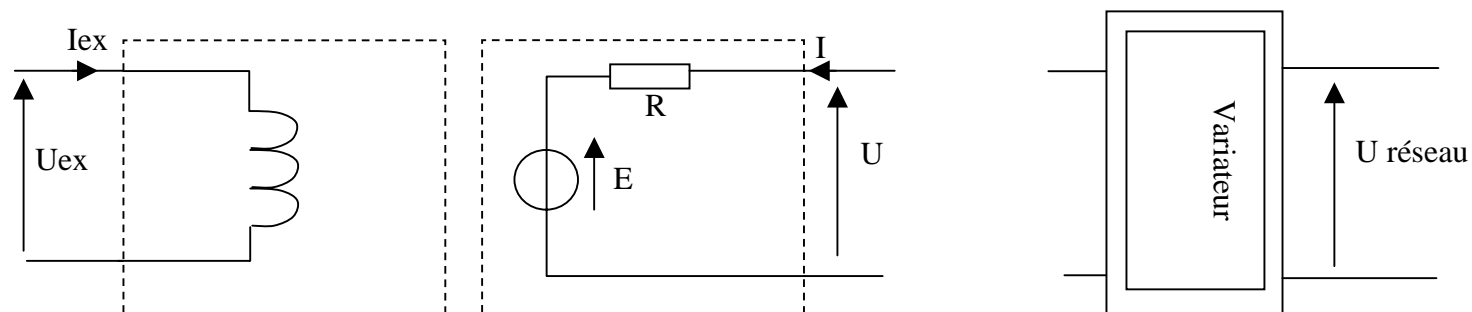 Iex
Uex
R
E
I
U
Variateur
U réseau